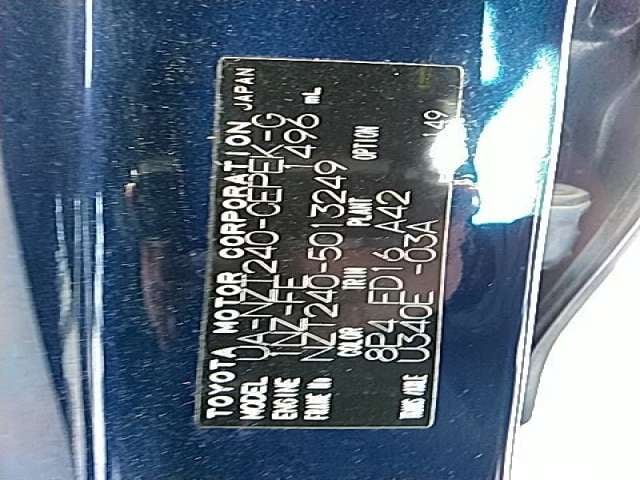 TOYOTA MOTOR CORPORATION JAPAN
MODEL UA-NZT240-CEPEK-G
ENGINE 1NZ-FE 1496 mL
FRAME No NZT240-5013249
COLOR TRIM PLANT OPTION
8P4 FD16 A42 149
TRANS/AXLE U340E -03A